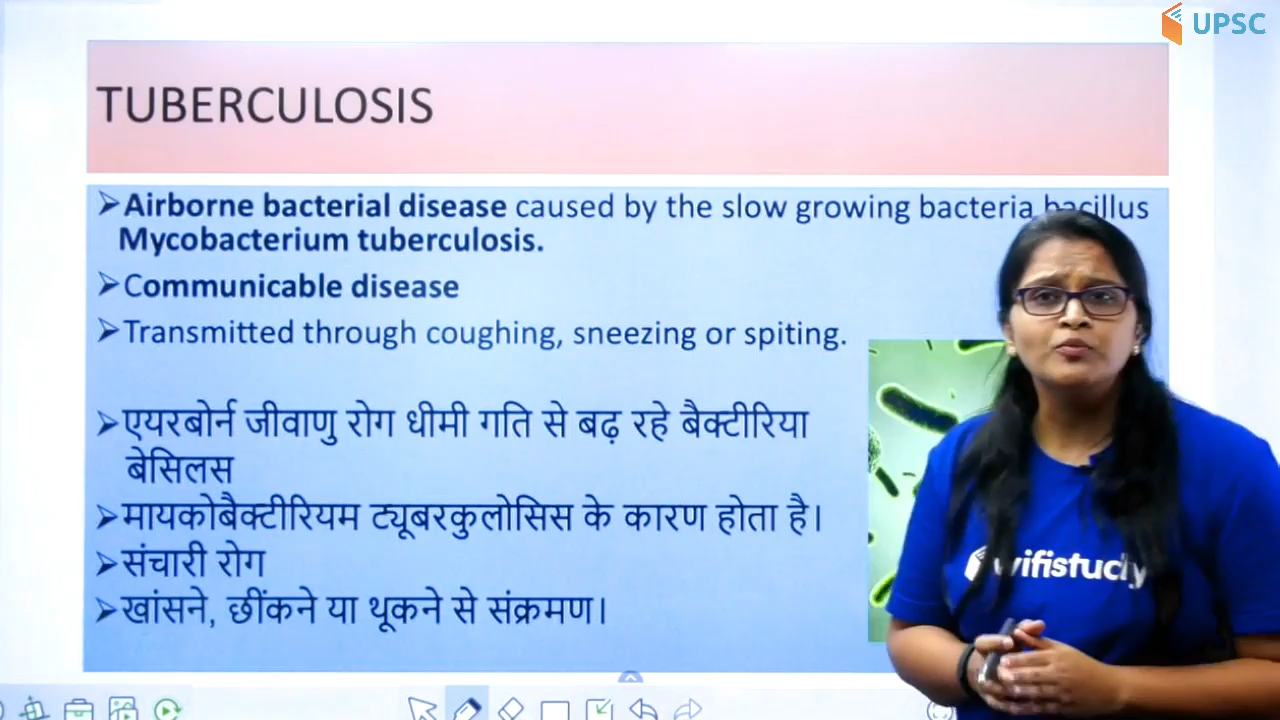 UPSC
TUBERCULOSIS
➢Airborne bacterial disease caused by the slow growing bacteria bacillus
Mycobacterium tuberculosis.
➢Communicable disease
➢Transmitted through coughing, sneezing or spiting.
➢एयरबोर्न जीवाणु रोग धीमी गति से बढ़ रहे बैक्टीरिया
बेसिलस
➢मायकोबैक्टीरियम ट्यूबरकुलोसिस के कारण होता है।
➢संचारी रोग
➢खांसने, छींकने या थूकने से संक्रमण।
wifistudy